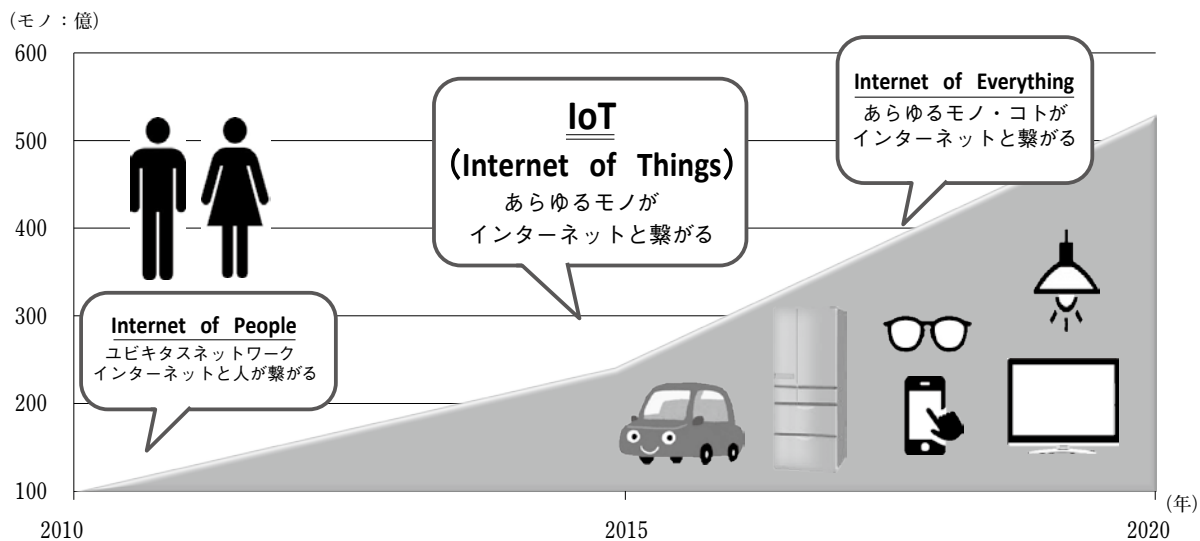 (モノ：億)
600
500
400
300
200
100
2010
2015
2020
(年)
Internet of People
ユビキタスネットワーク
インターネットと人が繋がる
IoT
(Internet of Things)
あらゆるモノが
インターネットと繋がる
Internet of Everything
あらゆるモノ・コトが
インターネットと繋がる